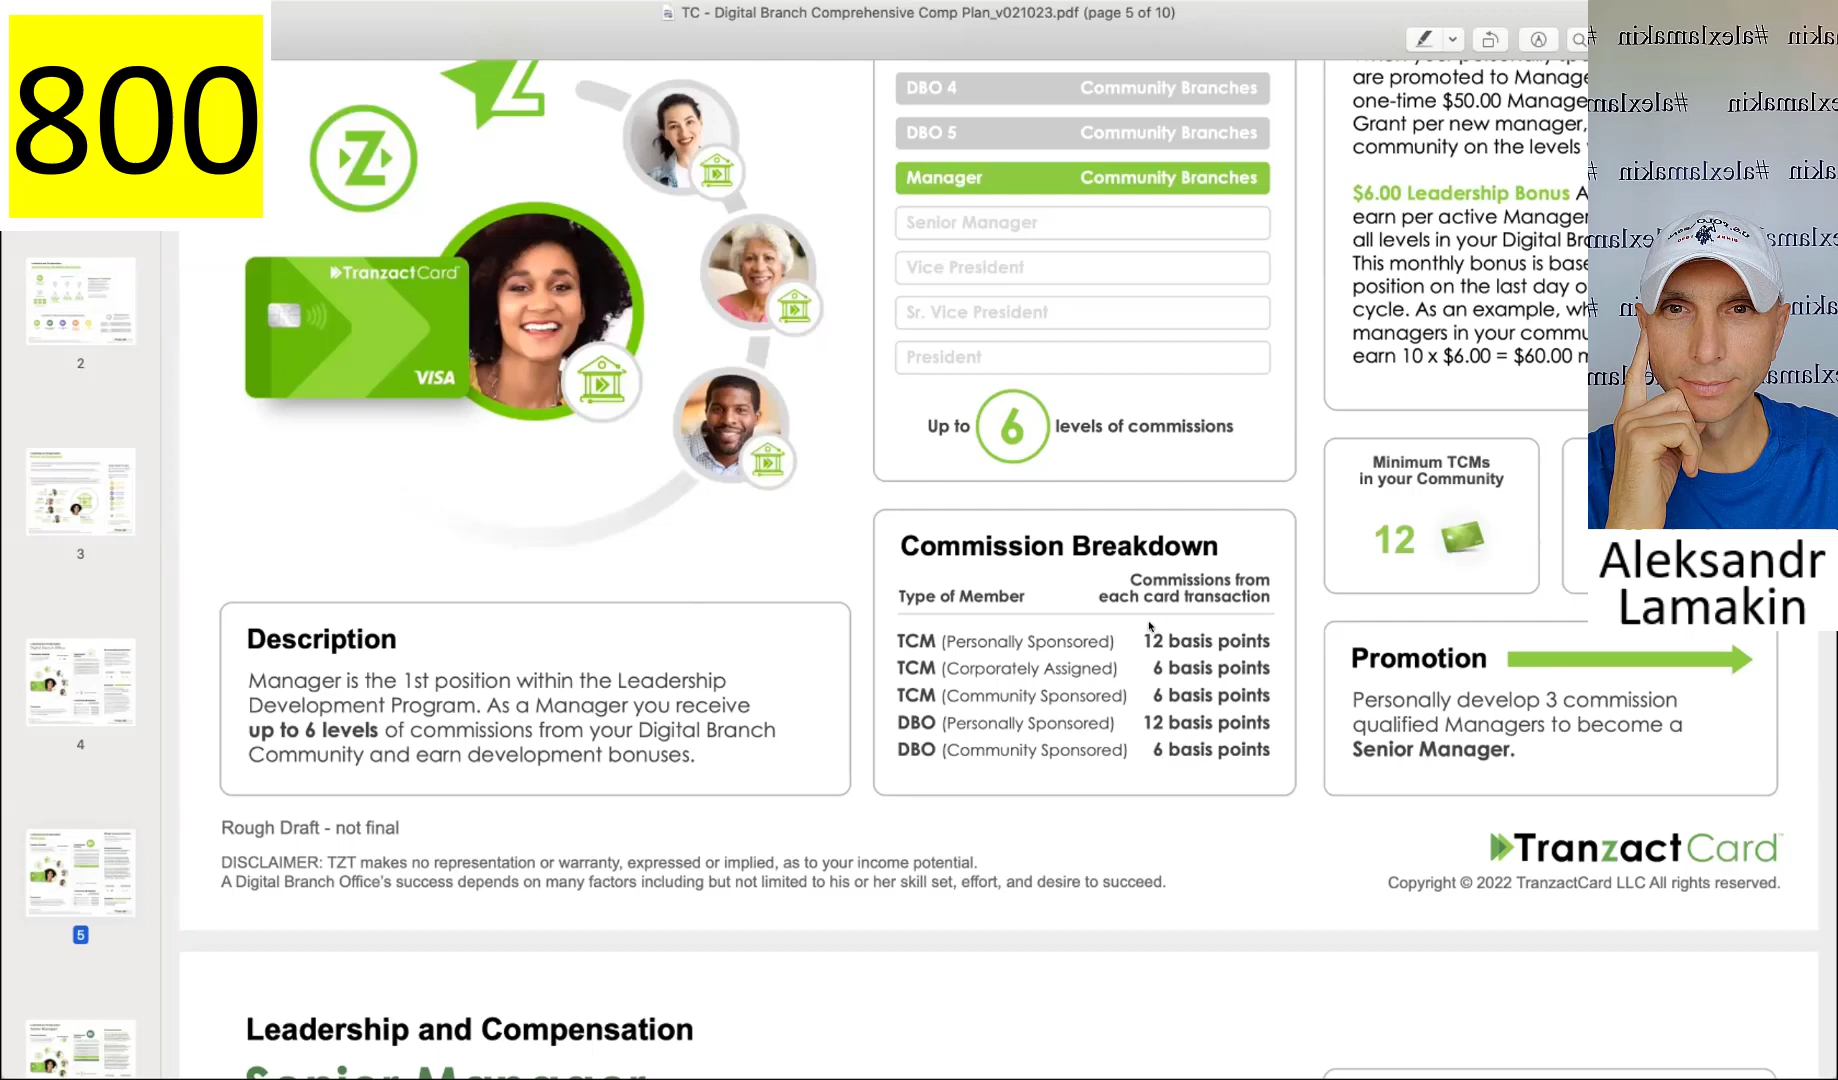 TC - Digital Branch Comprehensive Comp Plan_v021023.pdf (page 5 of 10)
800
TranzactCard
VISA
2
3
4
5
DBO 4 Community Branches
DBO 5 Community Branches
Manager Community Branches
Senior Manager
Vice President
Sr. Vice President
President
Up to 6 levels of commissions
are promoted to Manage
one-time $50.00 Manage
Grant per new manager,
community on the levels
$6.00 Leadership Bonus A
earn per active Manager
all levels in your Digital Br
This monthly bonus is base
position on the last day o
cycle. As an example, wh
managers in your commu
earn 10 x $6.00 = $60.00 m
Minimum TCMs
in your Community
12
#alexlamakin
Aleksandr
Lamakin
Description
Manager is the 1st position within the Leadership
Development Program. As a Manager you receive
up to 6 levels of commissions from your Digital Branch
Community and earn development bonuses.
Commission Breakdown
Type of Member Commissions from
each card transaction
TCM (Personally Sponsored) 12 basis points
TCM (Corporately Assigned) 6 basis points
TCM (Community Sponsored) 6 basis points
DBO (Personally Sponsored) 12 basis points
DBO (Community Sponsored) 6 basis points
Promotion
Personally develop 3 commission
qualified Managers to become a
Senior Manager.
Rough Draft - not final
DISCLAIMER: TZT makes no representation or warranty, expressed or implied, as to your income potential.
A Digital Branch Office's success depends on many factors including but not limited to his or her skill set, effort, and desire to succeed.
TranzactCard
Copyright © 2022 TranzactCard LLC All rights reserved.
Leadership and Compensation
Senior Manager